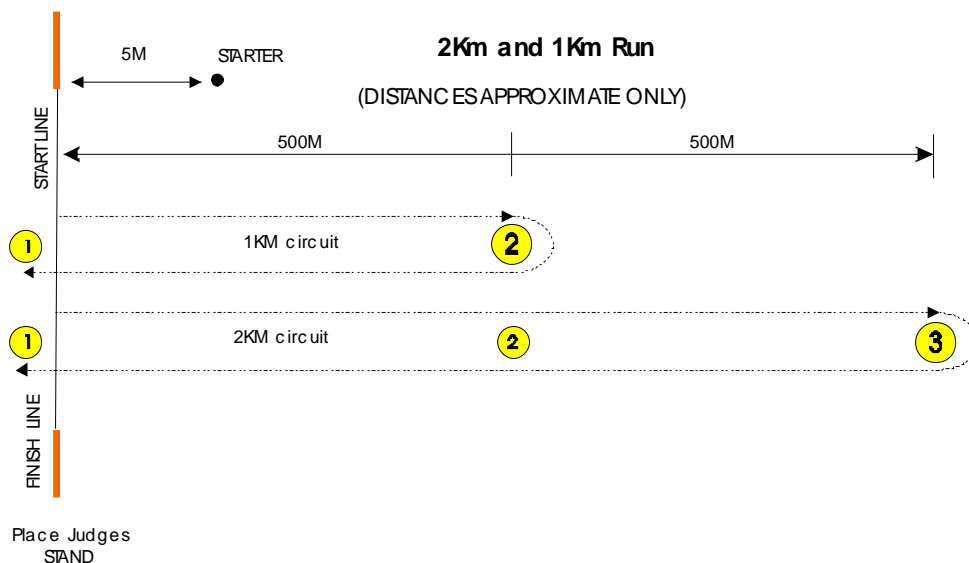 2Km and 1Km Run
5M
STARTER
(DISTANCES APPROXIMATE ONLY)
START LINE
500M
500M
1
1KM circuit
2
1
2KM circuit
2
3
FINISH LINE
Place Judges
STAND